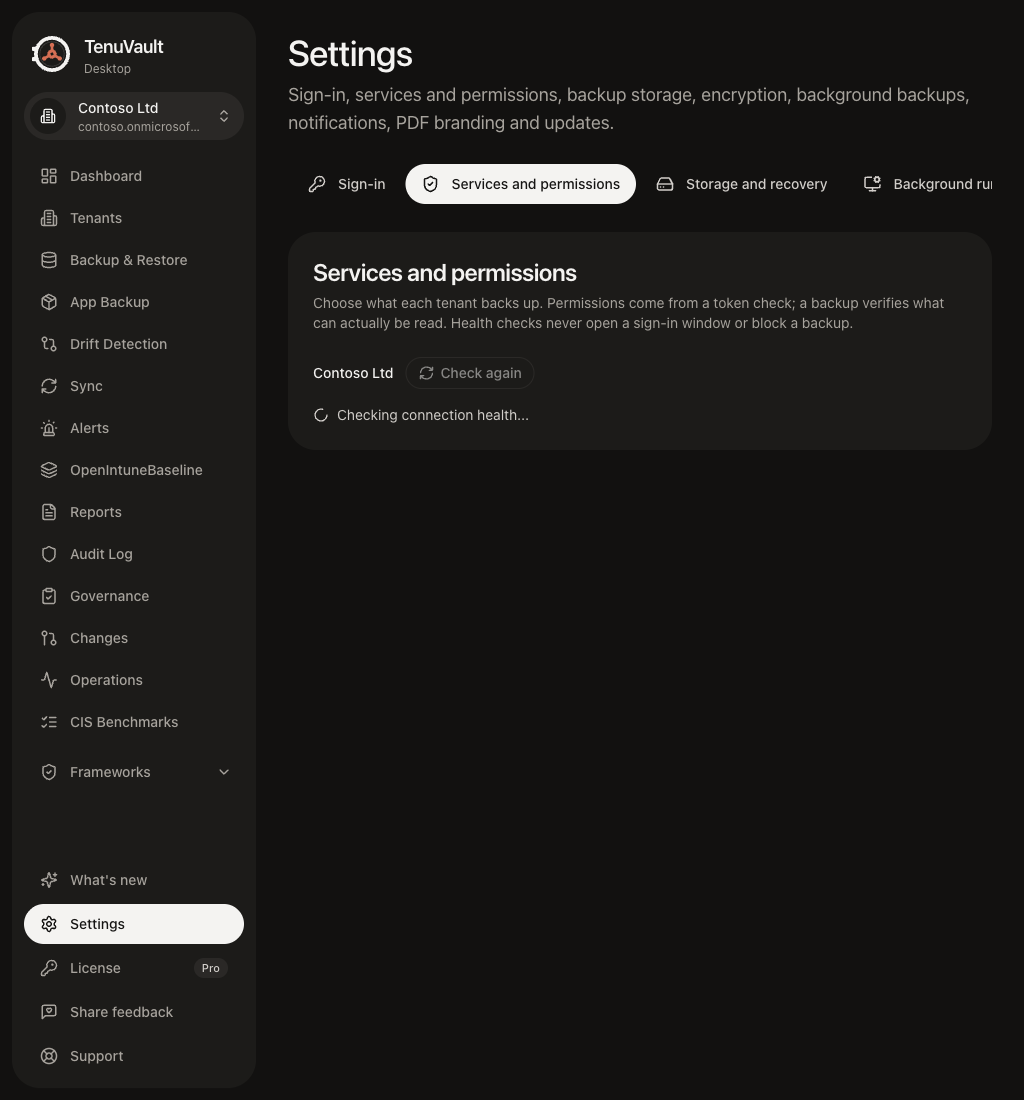 TenuVault
Desktop
Contoso Ltd
contoso.onmicrosof...
Dashboard
Tenants
Backup & Restore
App Backup
Drift Detection
Sync
Alerts
OpenIntuneBaseline
Reports
Audit Log
Governance
Changes
Operations
CIS Benchmarks
Frameworks
What's new
Settings
License
Pro
Share feedback
Support
Settings
Sign-in, services and permissions, backup storage, encryption, background backups,
notifications, PDF branding and updates.
Sign-in
Services and permissions
Storage and recovery
Background
Services and permissions
Choose what each tenant backs up. Permissions come from a token check; a backup verifies what
can actually be read. Health checks never open a sign-in window or block a backup.
Contoso Ltd
Check again
Checking connection health...